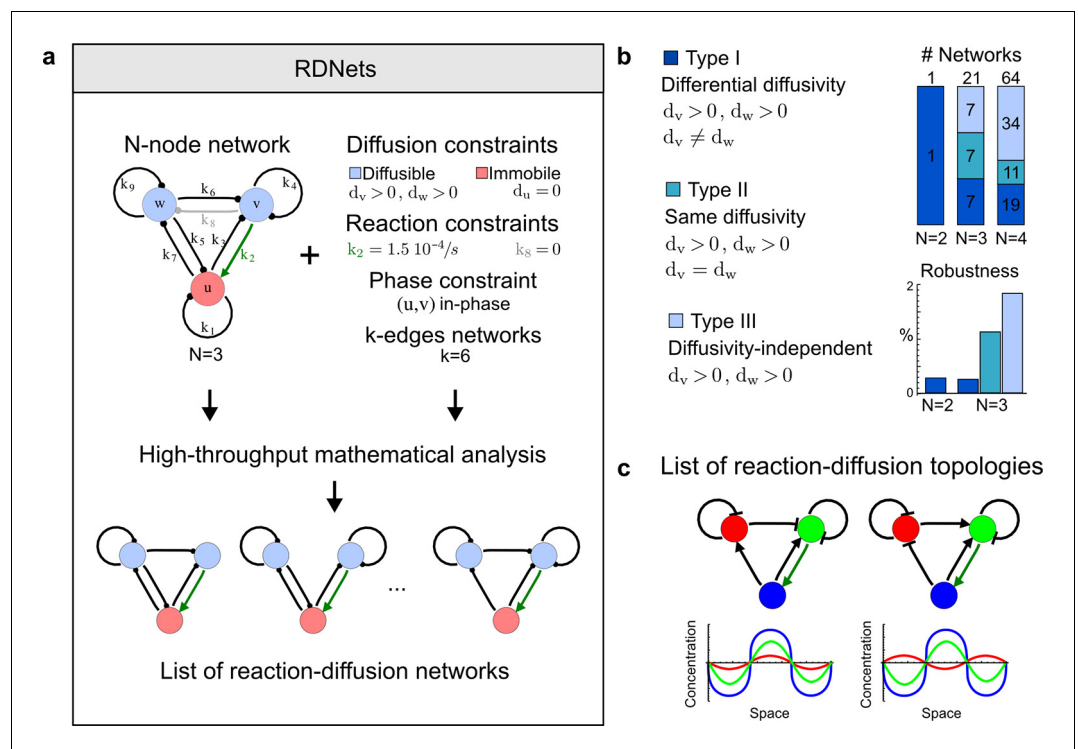 a
RDNets
N-node network
k9
k6
k4
w
v
k8
k5
k3
k7
k2
u
k1
N=3
+
Diffusion constraints
Diffusible
Immobile
dv > 0 , dw > 0
du = 0
Reaction constraints
k2 = 1.5 10⁻⁴/s
k8 = 0
Phase constraint
(u,v) in-phase
k-edges networks
k=6
High-throughput mathematical analysis
...
List of reaction-diffusion networks
b
Type I
Differential diffusivity
dv > 0 , dw > 0
dv ≠ dw
Type II
Same diffusivity
dv > 0 , dw > 0
dv = dw
Type III
Diffusivity-independent
dv > 0 , dw > 0
# Networks
1 21 64
1
7
7
7
34
11
19
N=2 N=3 N=4
Robustness
2
%
0
N=2 N=3
c
List of reaction-diffusion topologies
Concentration
Space
Concentration
Space